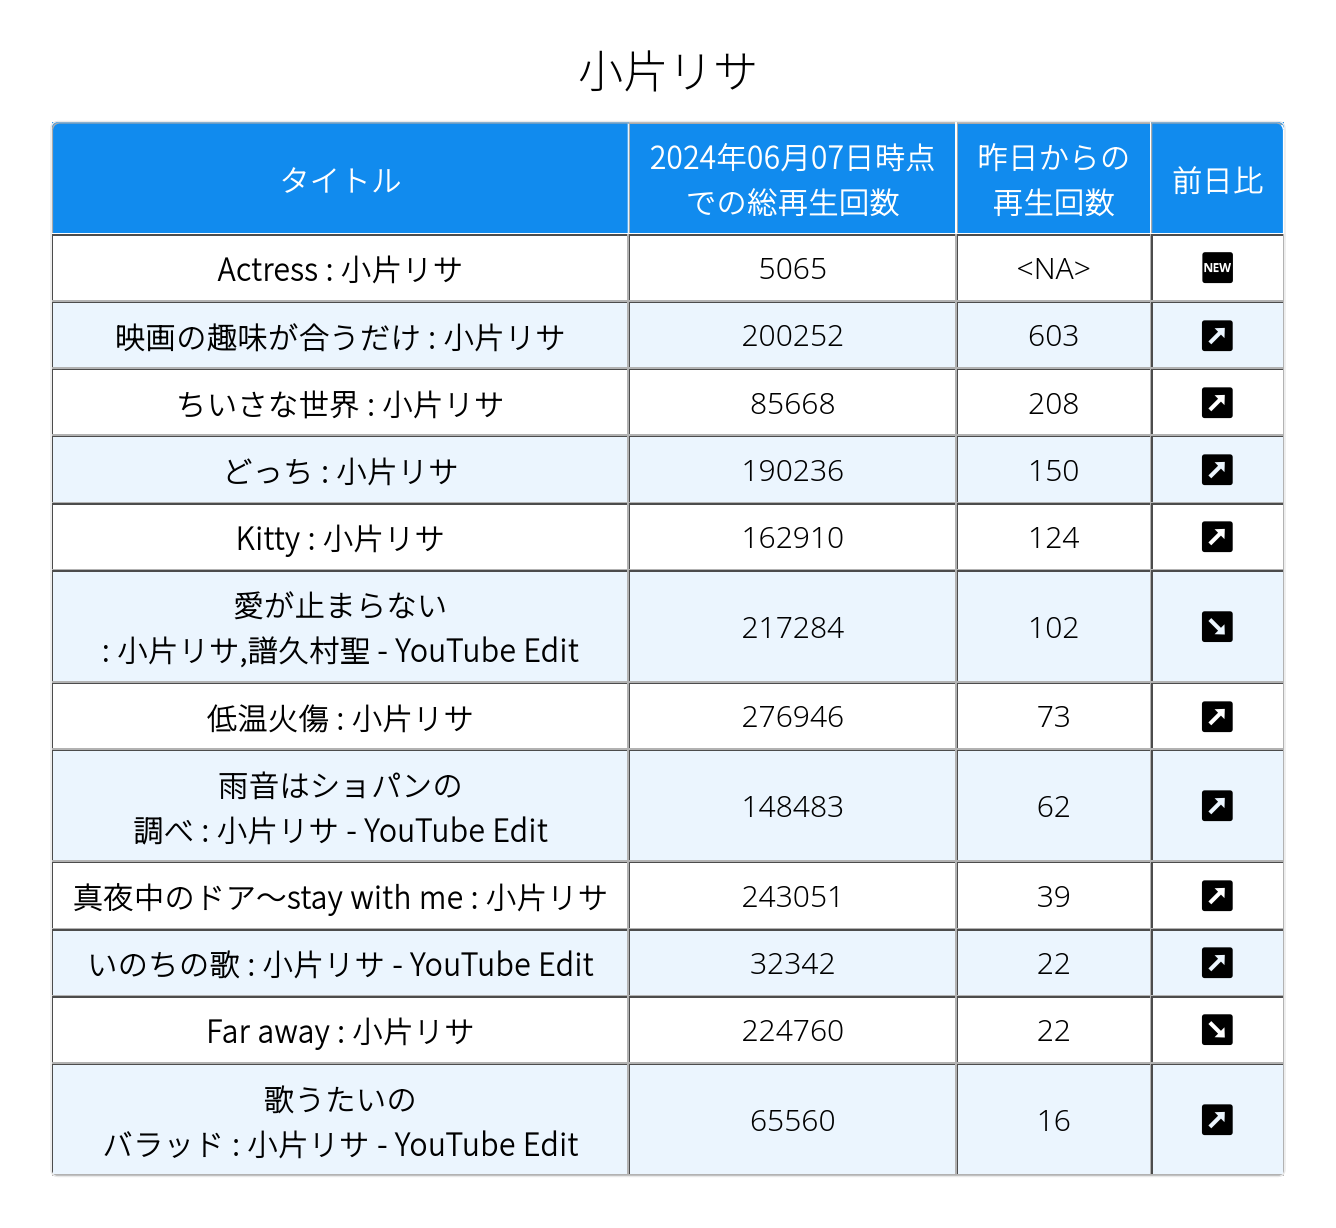 小片リサ
タイトル
2024年06月07日時点
での総再生回数
昨日からの
再生回数
前日比
Actress : 小片リサ 5065 <NA> NEW
映画の趣味が合うだけ : 小片リサ 200252 603
ちいさな世界 : 小片リサ 85668 208
どっち : 小片リサ 190236 150
Kitty : 小片リサ 162910 124
愛が止まらない
: 小片リサ,譜久村聖 - YouTube Edit 217284 102
低温火傷 : 小片リサ 276946 73
雨音はショパンの
調べ : 小片リサ - YouTube Edit 148483 62
真夜中のドア〜stay with me : 小片リサ 243051 39
いのちの歌 : 小片リサ - YouTube Edit 32342 22
Far away : 小片リサ 224760 22
歌うたいの
バラッド : 小片リサ - YouTube Edit 65560 16